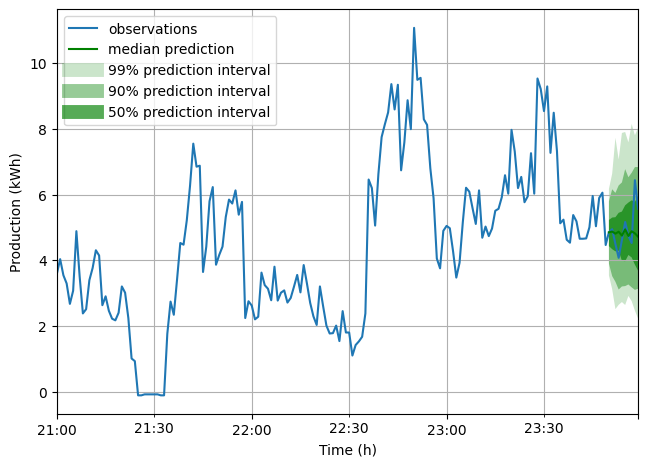 observations
median prediction
99% prediction interval
90% prediction interval
50% prediction interval
10
8
6
4
2
0
Production (kWh)
21:00
21:30
22:00
22:30
23:00
23:30
Time (h)